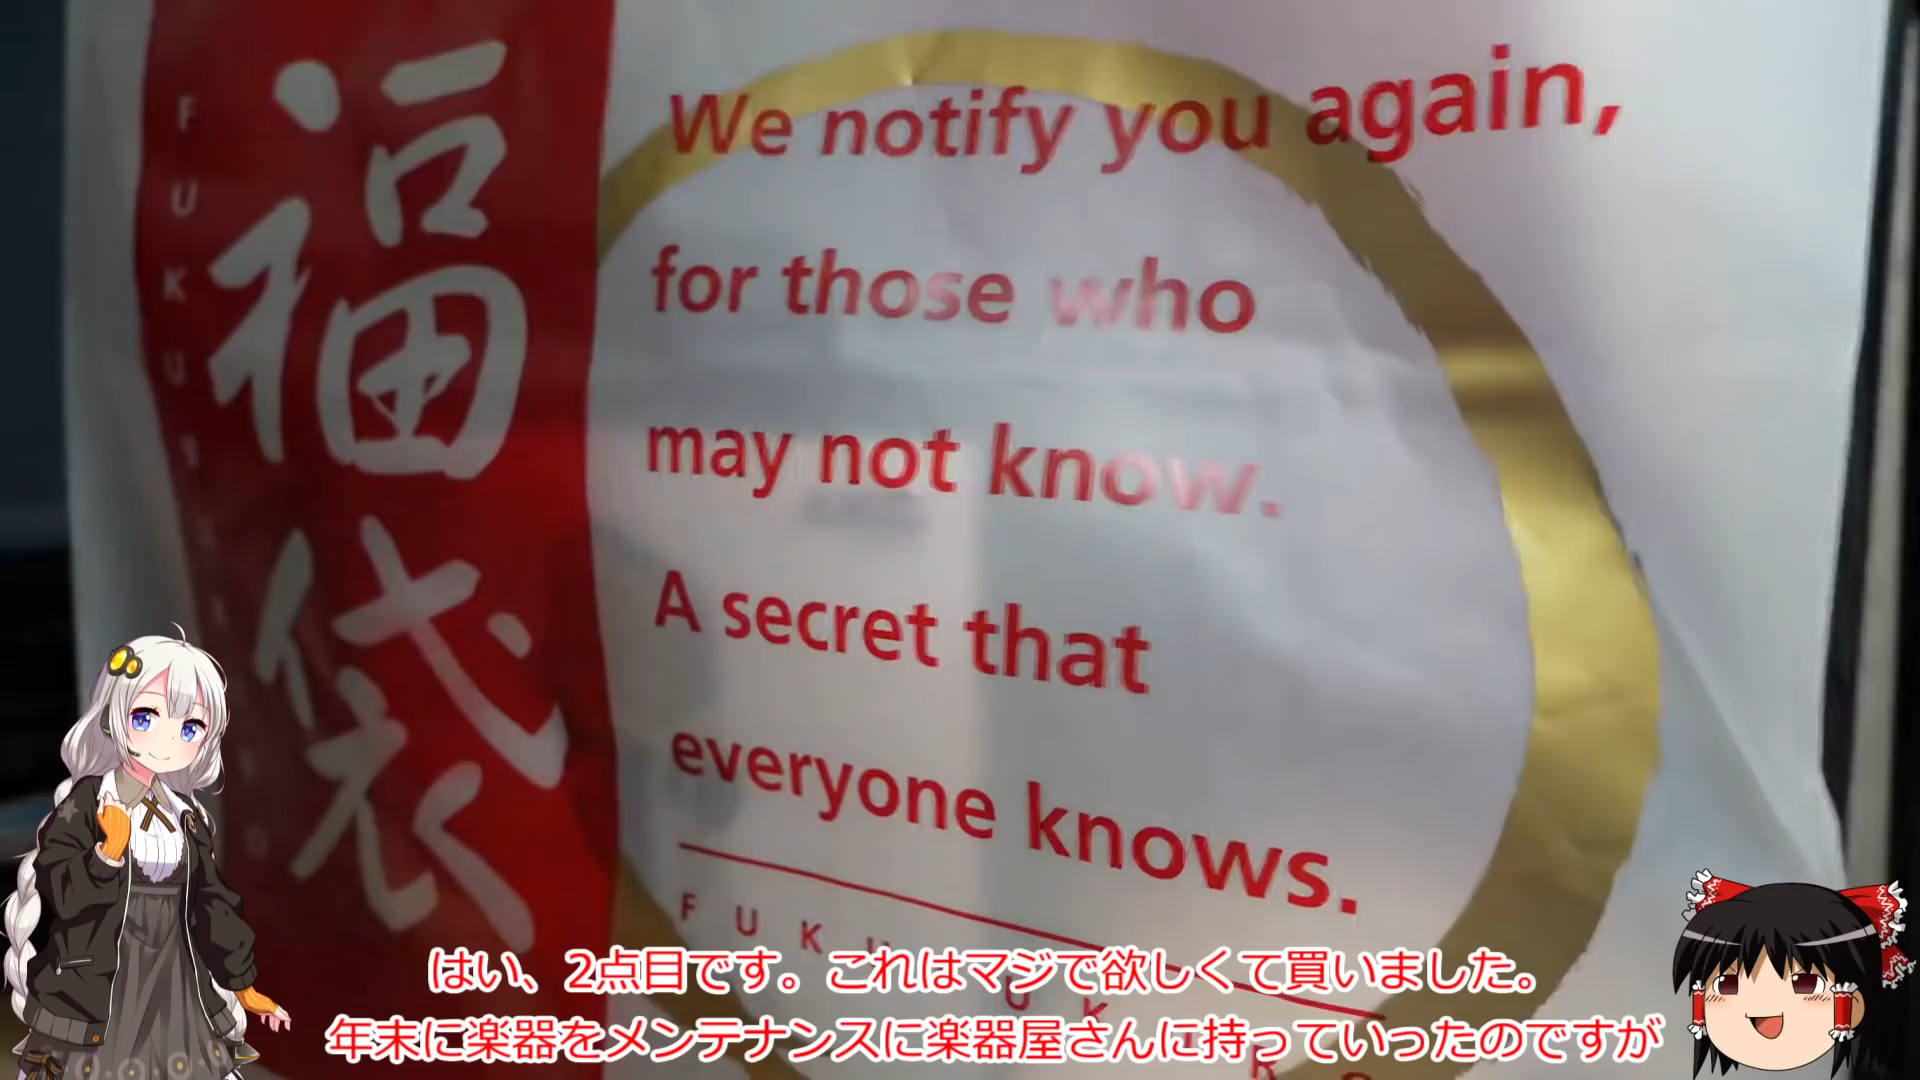 福袋
We notify you again,
for those who
may not know.
A secret that
everyone knows.
はい、2点目です。これはマジで欲しくて買いました。
年末に楽器をメンテナンスに楽器屋さんに持っていったのですが